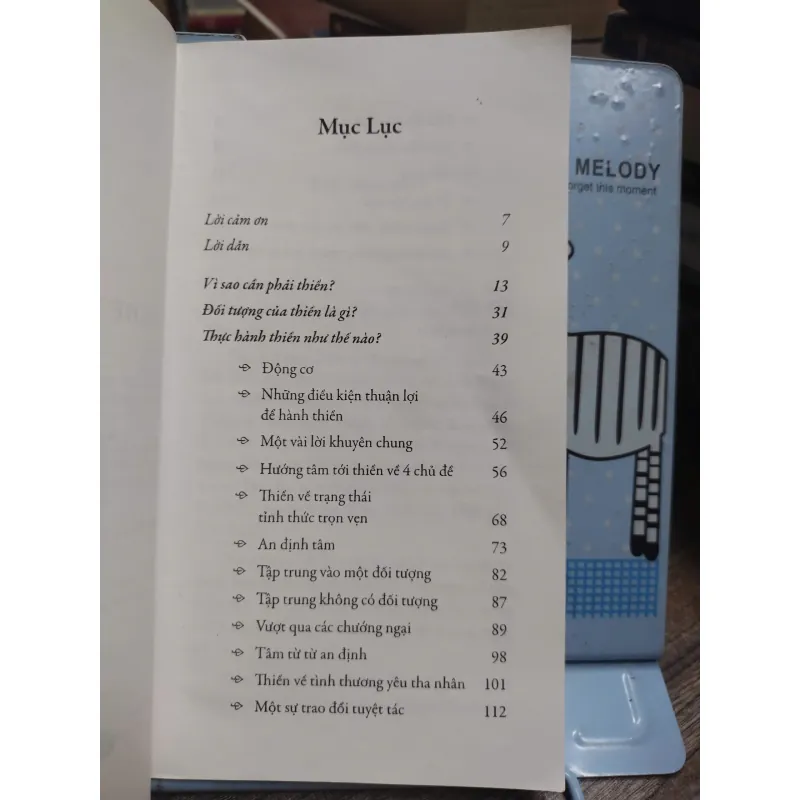 Mục Lục
Lời cảm ơn 7
Lời dẫn 9
Vì sao cần phải thiền? 13
Đối tượng của thiền là gì? 31
Thực hành thiền như thế nào? 39
Động cơ 43
Những điều kiện thuận lợi
để hành thiền 46
Một vài lời khuyên chung 52
Hướng tâm tới thiền về 4 chủ đề 56
Thiền về trạng thái
tỉnh thức trọn vẹn 68
An định tâm 73
Tập trung vào một đối tượng 82
Tập trung không có đối tượng 87
Vượt qua các chướng ngại 89
Tâm từ từ an định 98
Thiền về tình thương yêu tha nhân 101
Một sự trao đổi tuyệt tác 112
MELODY
forget this moment